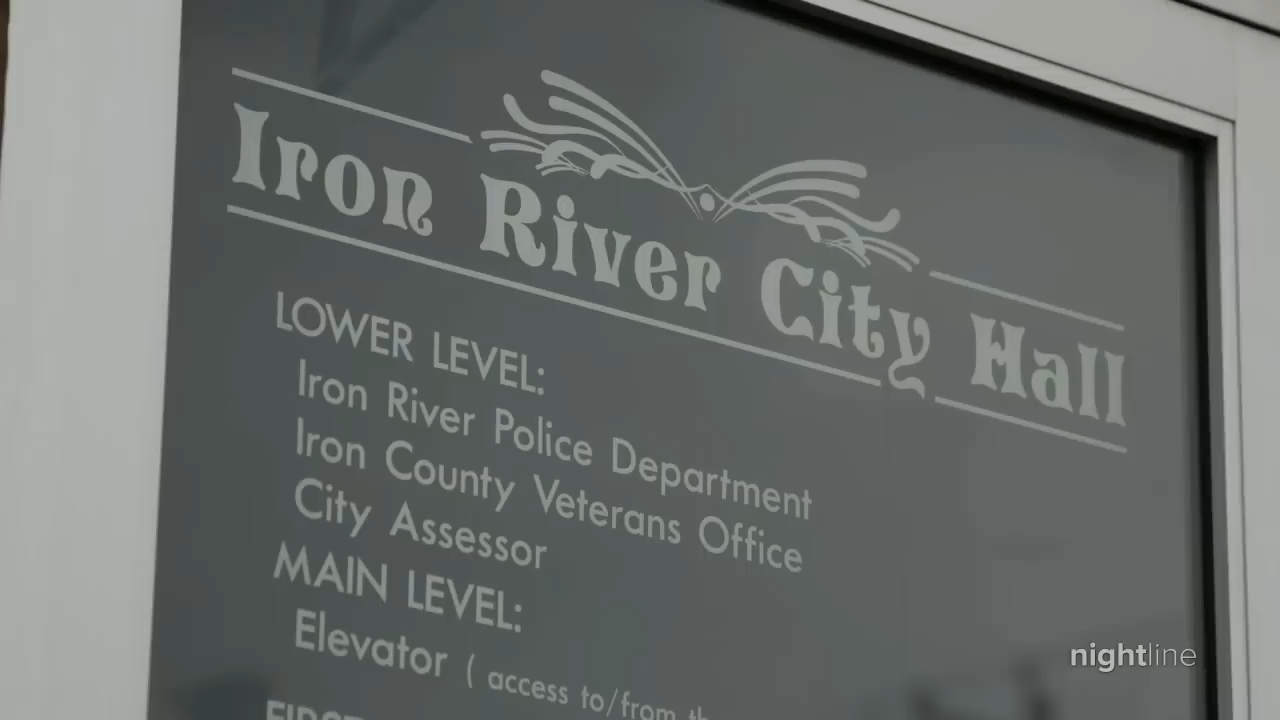 Iron River City Hall
LOWER LEVEL:
Iron River Police Department
Iron County Veterans Office
City Assessor
MAIN LEVEL:
Elevator ( access to/from
nightline